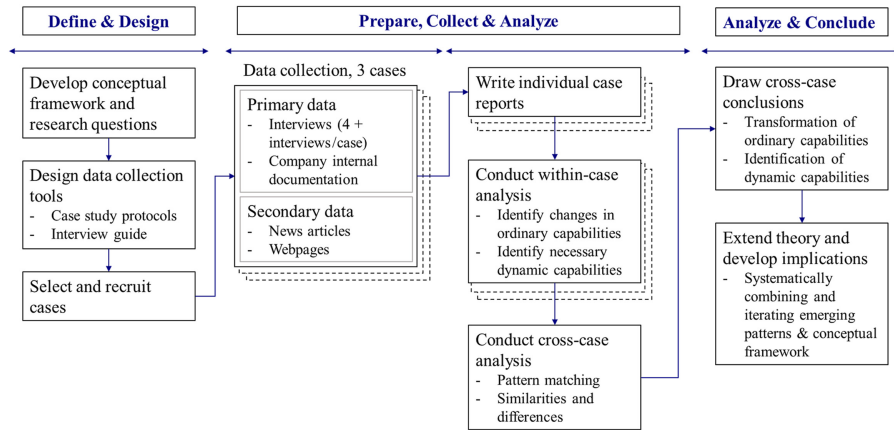 Define & Design
Prepare, Collect & Analyze
Analyze & Conclude
Develop conceptual
framework and
research questions
Design data collection
tools
- Case study protocols
- Interview guide
Select and recruit
cases
Data collection, 3 cases
Primary data
- Interviews (4 +
interviews/case)
- Company internal
documentation
Secondary data
- News articles
- Webpages
Write individual case
reports
Conduct within-case
analysis
- Identify changes in
ordinary capabilities
- Identify necessary
dynamic capabilities
Conduct cross-case
analysis
- Pattern matching
- Similarities and
differences
Draw cross-case
conclusions
- Transformation of
ordinary capabilities
- Identification of
dynamic capabilities
Extend theory and
develop implications
- Systematically
combining and
iterating emerging
patterns & conceptual
framework